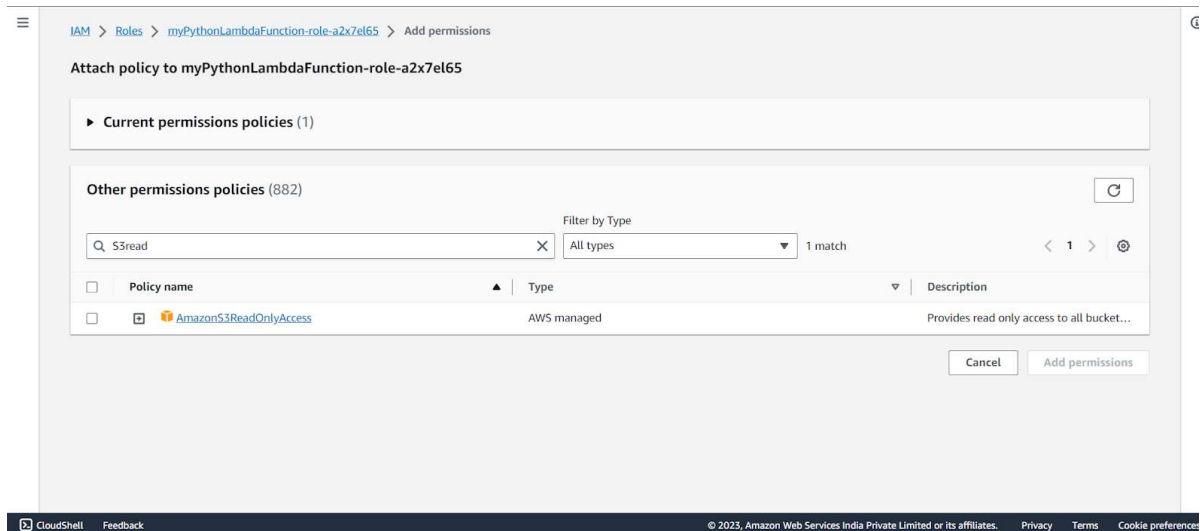 IAM > Roles > myPythonLambdaFunction-role-a2x7el65 > Add permissions
Attach policy to myPythonLambdaFunction-role-a2x7el65
Current permissions policies (1)
Other permissions policies (882)
Filter by Type
S3read All types 1 match 1
Policy name Type Description
AmazonS3ReadOnlyAccess AWS managed Provides read only access to all bucket...
Cancel Add permissions
CloudShell Feedback © 2023, Amazon Web Services India Private Limited or its affiliates. Privacy Terms Cookie preferences